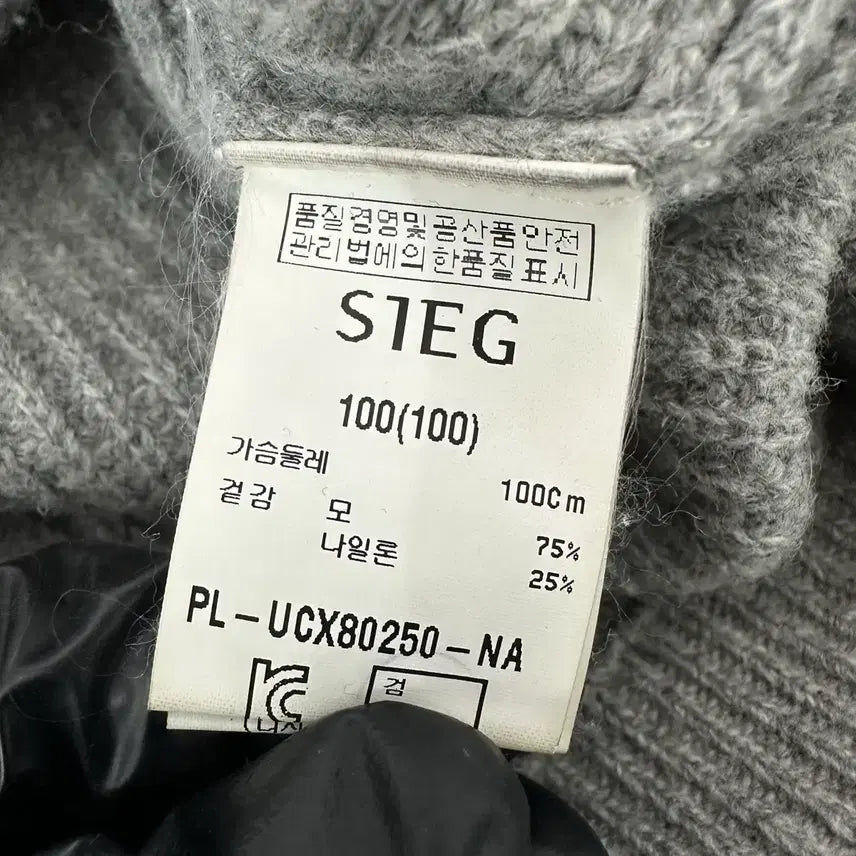 품질경영및공산품안전
관리법에의한품질표시
SIEG
100(100)
가슴둘레 100Cm
겉감 모 75%
나일론 25%
PL-UCX80250-NA
KC
검